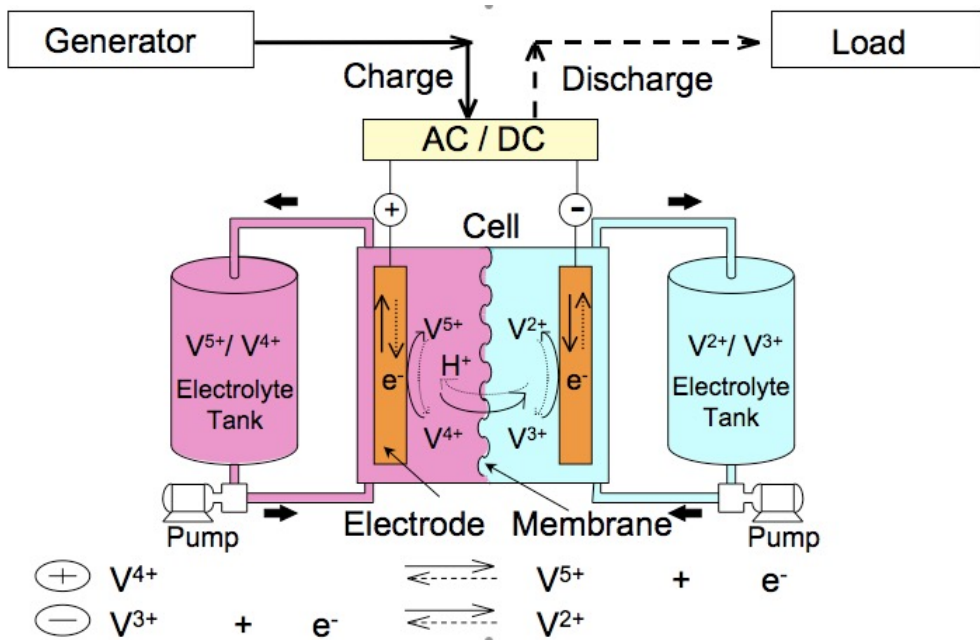 Generator
Load
Charge
Discharge
AC / DC
+
-
Cell
V⁵⁺/ V⁴⁺
Electrolyte
Tank
V⁵⁺
V²⁺
H⁺
e⁻
e⁻
V⁴⁺
V³⁺
V²⁺/ V³⁺
Electrolyte
Tank
Pump
Electrode
Membrane
Pump
+ V⁴⁺ V⁵⁺ + e⁻
− V³⁺ + e⁻ V²⁺